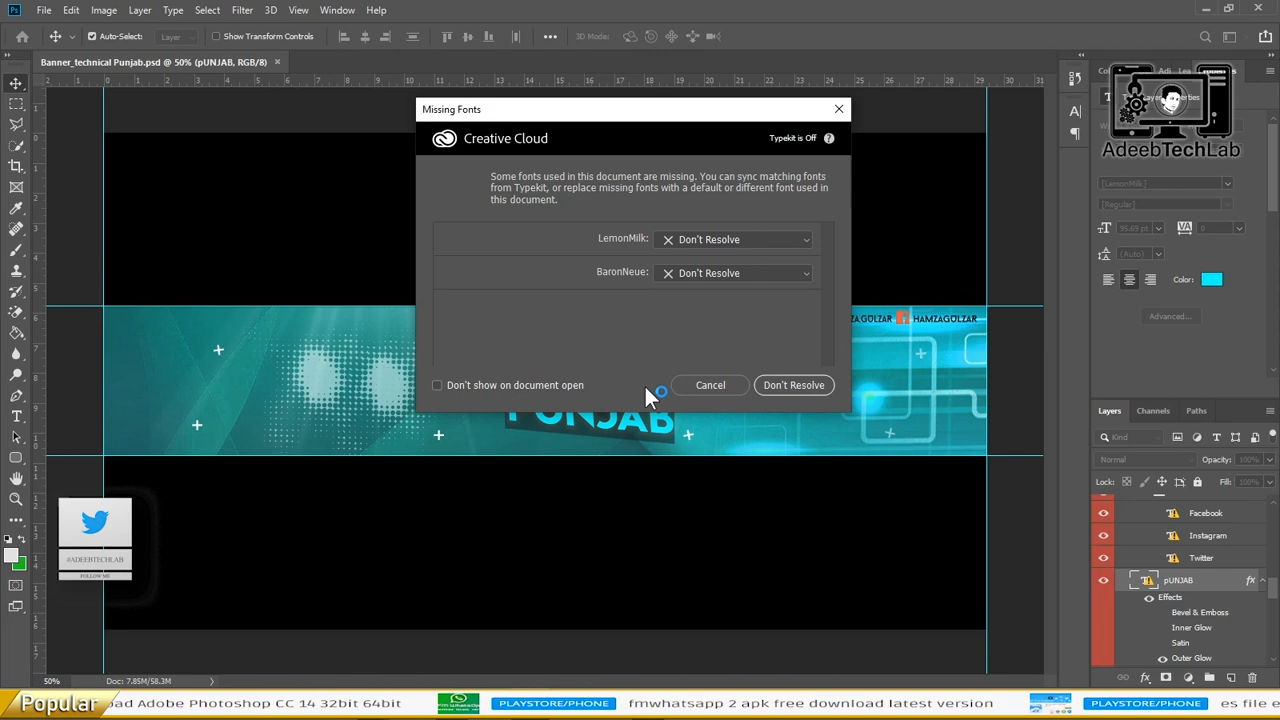 Ps File Edit Image Layer Type Select Filter 3D View Window Help
Auto-Select: Layer Show Transform Controls 3D Mode:
Banner_technical Punjab.psd @ 50% (pUNJAB, RGB/8) ×
Missing Fonts
Creative Cloud
Typekit is Off ?
Some fonts used in this document are missing. You can sync matching fonts
from Typekit, or replace missing fonts with a default or different font used in
this document.
LemonMilk: Don't Resolve
BaronNeue: Don't Resolve
Don't show on document open
Cancel
Don't Resolve
HAMZAGULZAR
PUNJAB
AdeebTechLab
[LemonMilk]
[Regular]
95.69 pt
0
(Auto)
Color:
Advanced...
Layers Channels Paths
Kind
Normal Opacity: 100%
Lock: Fill: 100%
Facebook
Instagram
Twitter
pUNJAB fx
Effects
Bevel & Emboss
Inner Glow
Satin
Outer Glow
@ADEEBTECHLAB
FOLLOW ME
50% Doc: 7.85M/58.3M
Popular
ad Adobe Photoshop CC 14 32bit/64bit
PLAYSTORE/PHONE
fmwhatsapp 2 apk free download latest version
PLAYSTORE/PHONE
es file e